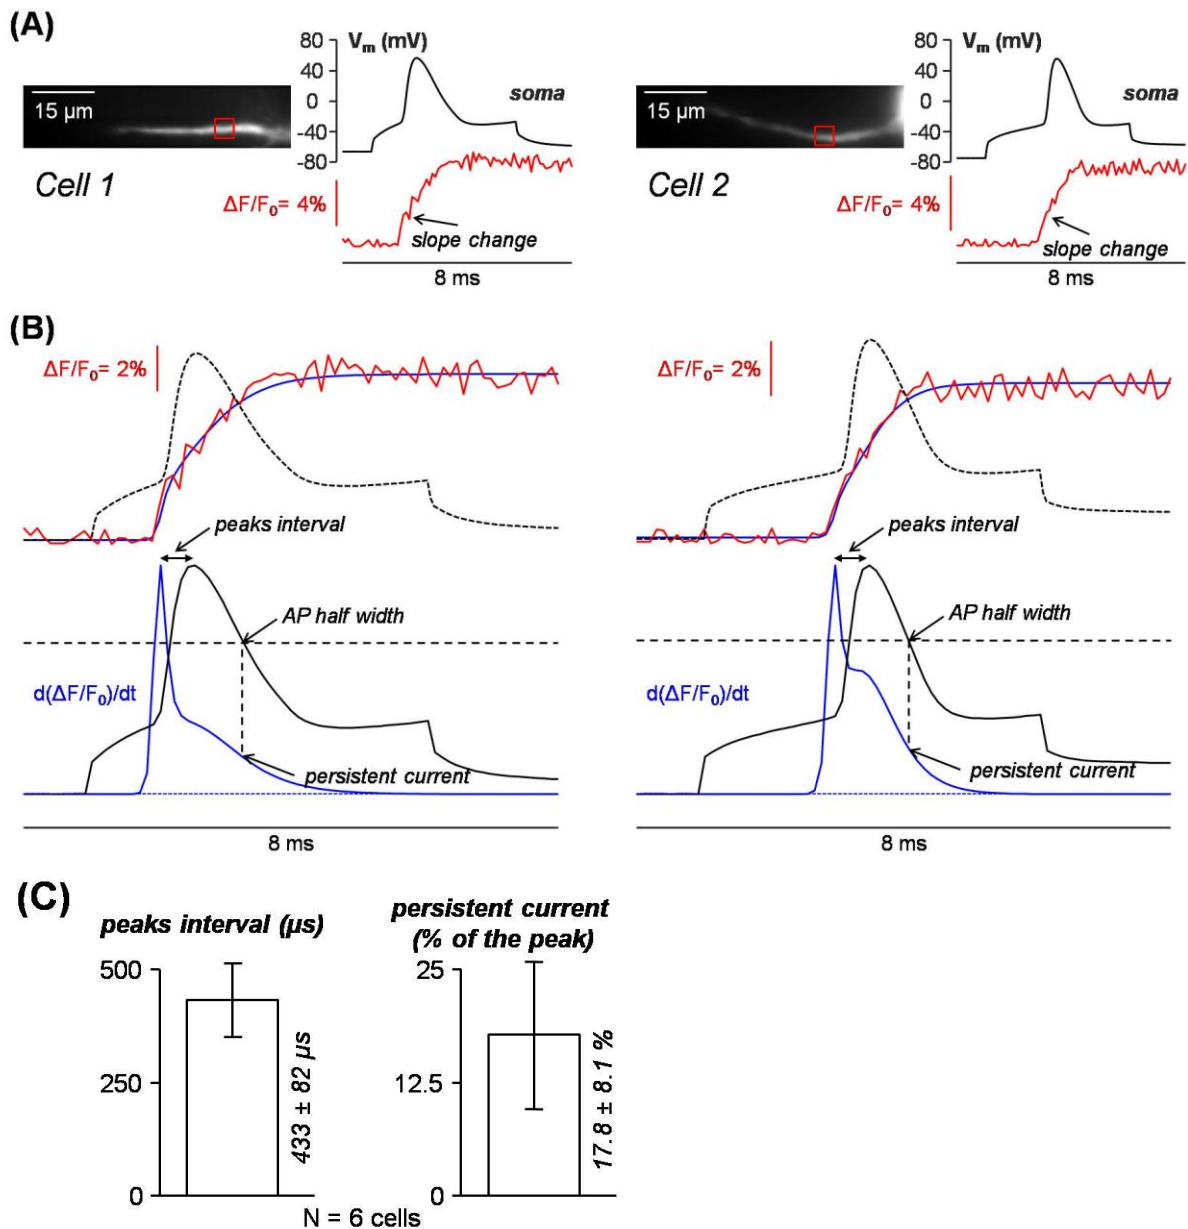 (A)
15 µm
Cell 1
80
40
0
-40
-80
Vm (mV)
soma
ΔF/F0= 4%
slope change
8 ms
15 µm
Cell 2
80
40
0
-40
-80
Vm (mV)
soma
ΔF/F0= 4%
slope change
8 ms
(B)
ΔF/F0= 2%
peaks interval
AP half width
d(ΔF/F0)/dt
persistent current
8 ms
ΔF/F0= 2%
peaks interval
AP half width
d(ΔF/F0)/dt
persistent current
8 ms
(C)
peaks interval (µs)
500
250
0
433 ± 82 µs
persistent current
(% of the peak)
25
12.5
0
17.8 ± 8.1 %
N = 6 cells